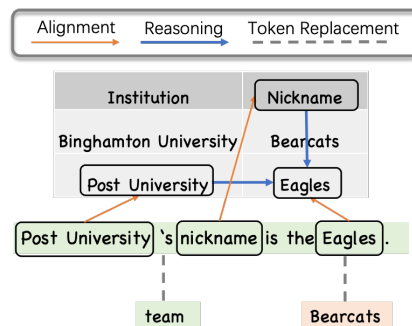 Alignment Reasoning Token Replacement
Institution Nickname
Binghamton University Bearcats
Post University Eagles
Post University 's nickname is the Eagles .
team Bearcats